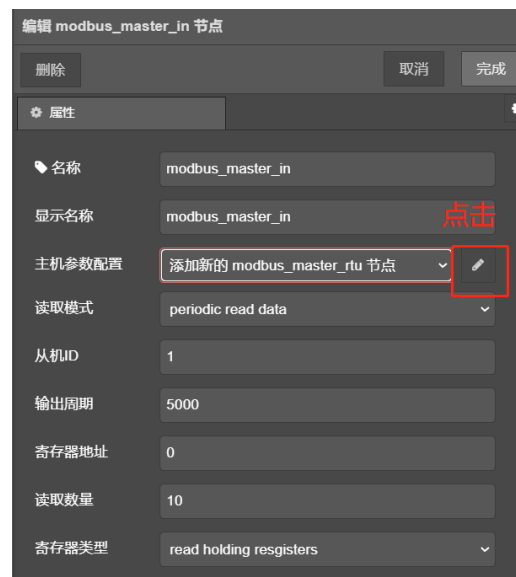 编辑 modbus_master_in 节点
删除 取消 完成
属性
名称 modbus_master_in
显示名称 modbus_master_in 点击
主机参数配置 添加新的 modbus_master_rtu 节点
读取模式 periodic read data
从机ID 1
输出周期 5000
寄存器地址 0
读取数量 10
寄存器类型 read holding resgisters